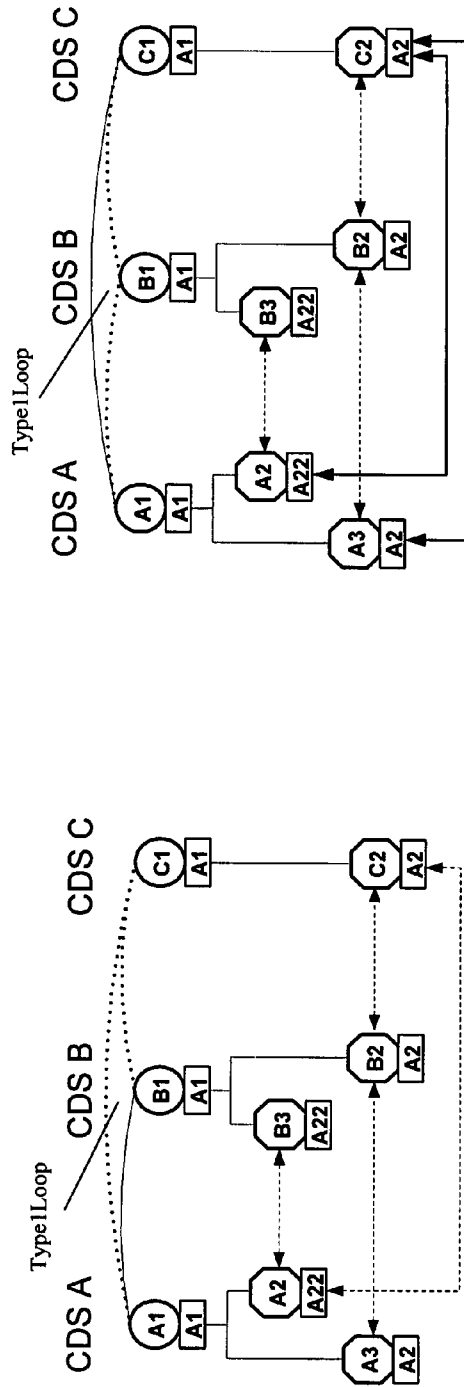 Type1Loop
CDS A CDS B CDS C
A1 B1 C1
A1 A1 A1
A2 B3
A22 A22
A3 B2 C2
A2 A2 A2
Type1Loop
CDS A CDS B CDS C
A1 B1 C1
A1 A1 A1
A2 B3
A22 A22
A3 B2 C2
A2 A2 A2